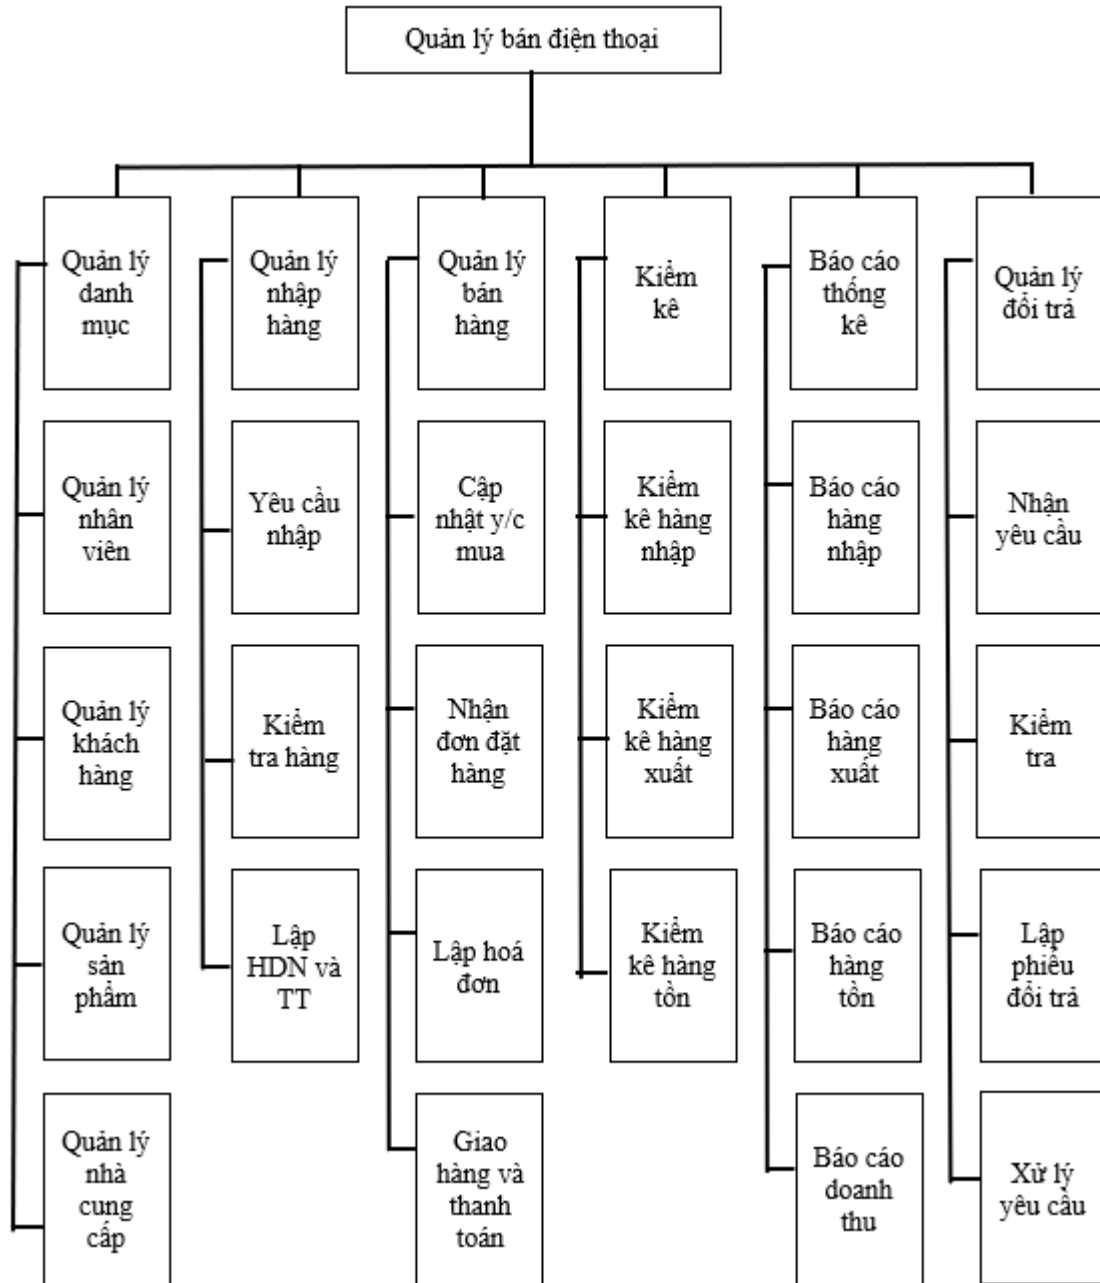 Quản lý bán điện thoại
Quản lý
danh
mục
Quản lý
nhập
hàng
Quản lý
bán
hàng
Kiểm
kê
Báo cáo
thống
kê
Quản lý
đổi trả
Quản lý
nhân
viên
Yêu cầu
nhập
Cập
nhật y/c
mua
Kiểm
kê hàng
nhập
Báo cáo
hàng
nhập
Nhận
yêu cầu
Quản lý
khách
hàng
Kiểm
tra hàng
Nhận
đơn đặt
hàng
Kiểm
kê hàng
xuất
Báo cáo
hàng
xuất
Kiểm
tra
Quản lý
sản
phẩm
Lập
HDN và
TT
Lập hoá
đơn
Kiểm
kê hàng
tồn
Báo cáo
hàng
tồn
Lập
phiếu
đổi trả
Quản lý
nhà
cung
cấp
Giao
hàng và
thanh
toán
Báo cáo
doanh
thu
Xử lý
yêu cầu